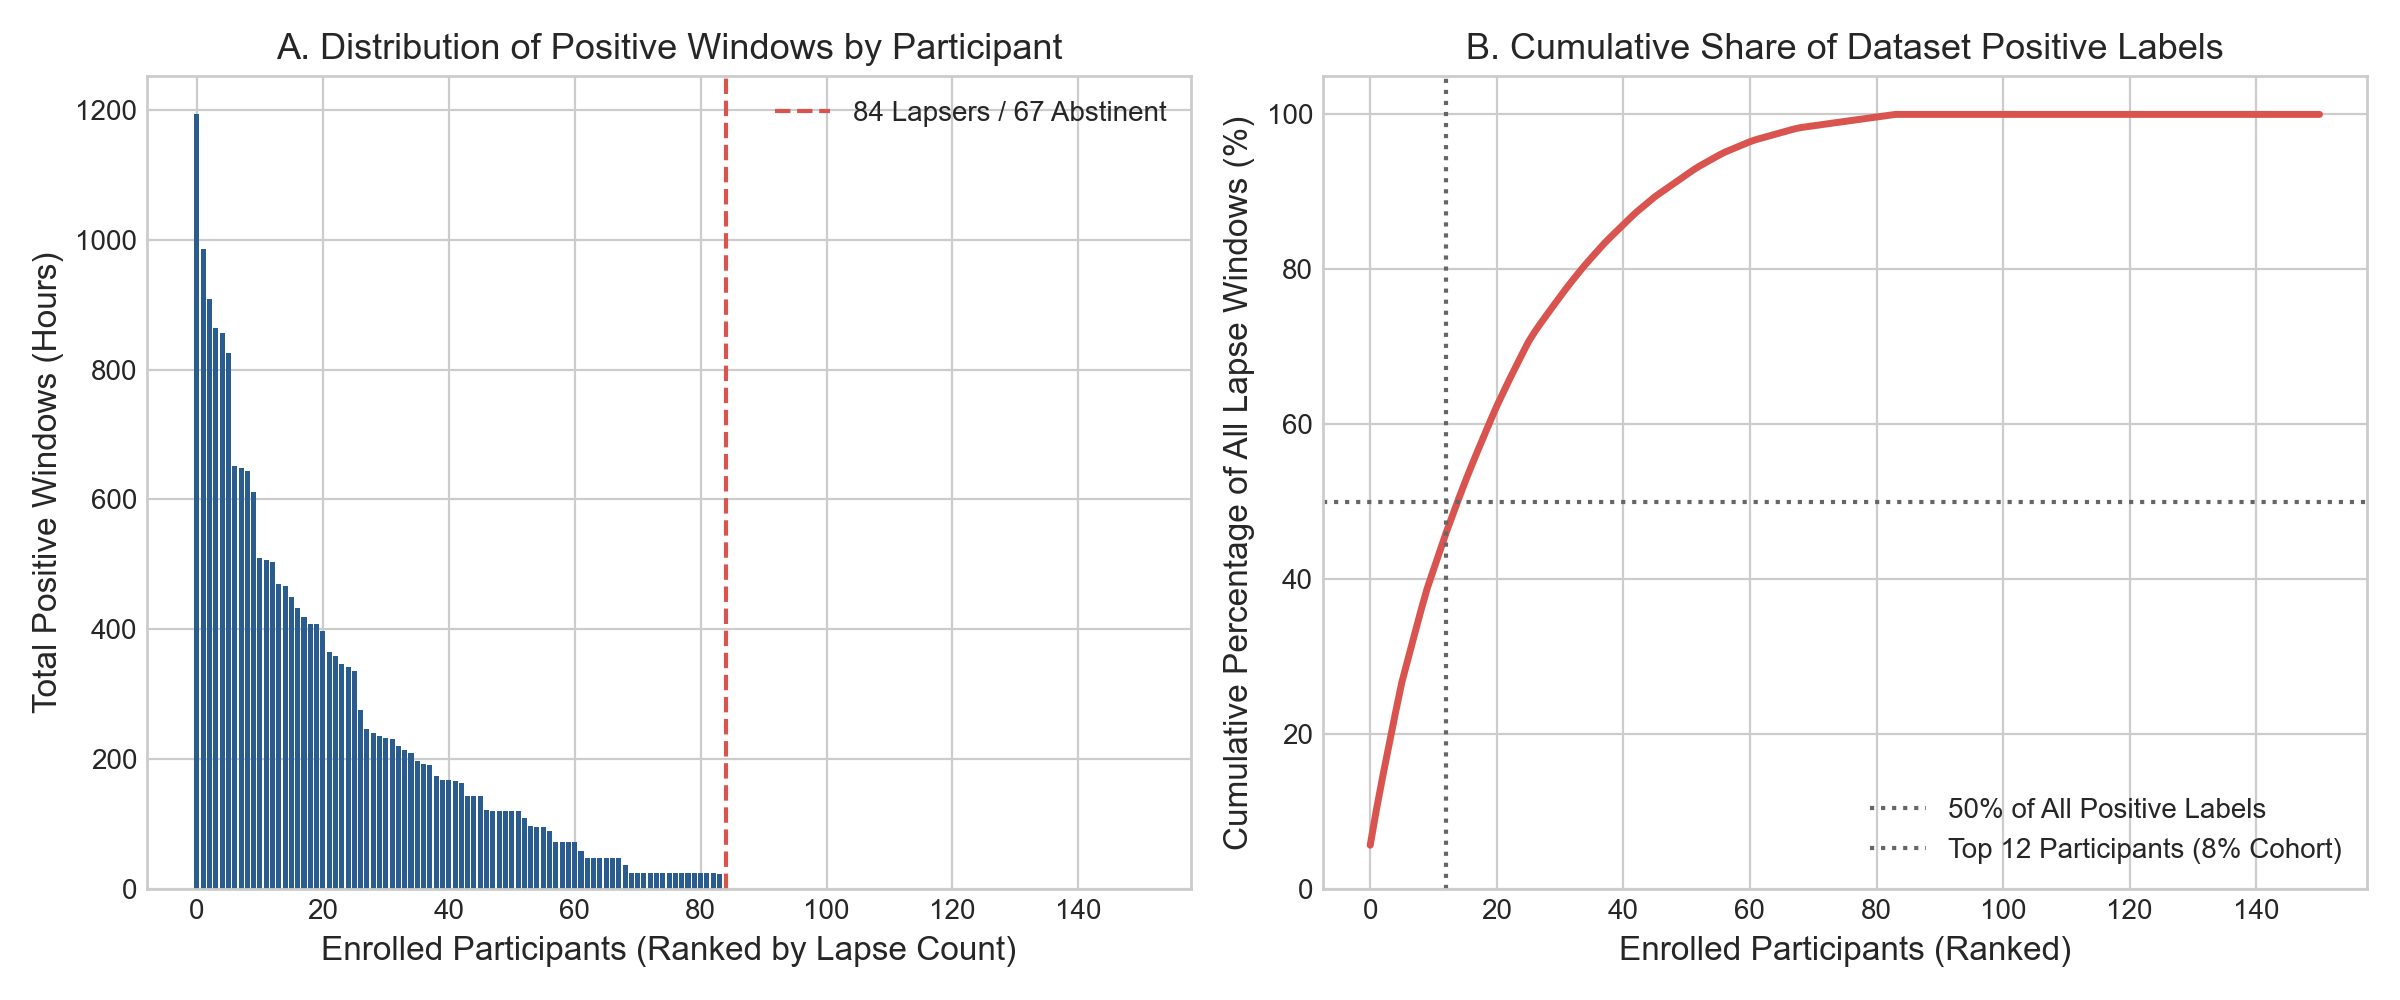 A. Distribution of Positive Windows by Participant
Total Positive Windows (Hours)
1200
1000
800
600
400
200
0
84 Lapsers / 67 Abstinent
0 20 40 60 80 100 120 140
Enrolled Participants (Ranked by Lapse Count)
B. Cumulative Share of Dataset Positive Labels
Cumulative Percentage of All Lapse Windows (%)
100
80
60
40
20
0
50% of All Positive Labels
Top 12 Participants (8% Cohort)
0 20 40 60 80 100 120 140
Enrolled Participants (Ranked)